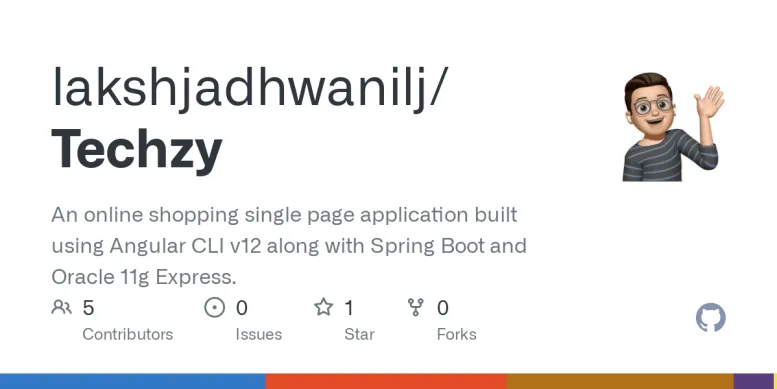 lakshjadhwanilj/
Techzy
An online shopping single page application built
using Angular CLI v12 along with Spring Boot and
Oracle 11g Express.
5 0 1 0
Contributors Issues Star Forks